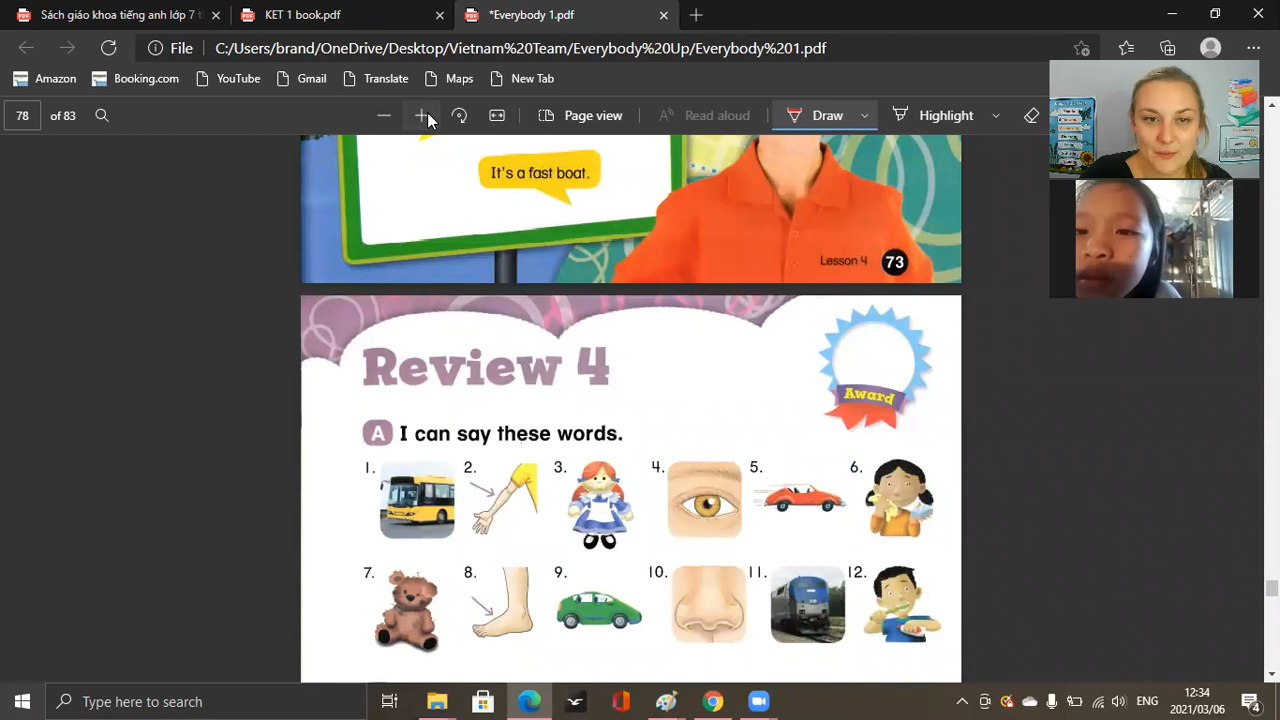 Sách giáo khoa tiếng anh lớp 7 t
KET 1 book.pdf
*Everybody 1.pdf
File
C:/Users/brand/OneDrive/Desktop/Vietnam%20Team/Everybody%20Up/Everybody%201.pdf
Amazon
Booking.com
YouTube
Gmail
Translate
Maps
New Tab
78 of 83
Page view
Read aloud
Draw
Highlight
It's a fast boat.
Lesson 4 73
Review 4
Award
A I can say these words.
1. 2. 3. 4. 5. 6.
7. 8. 9. 10. 11. 12.
Type here to search
ENG
12:34
2021/03/06
4